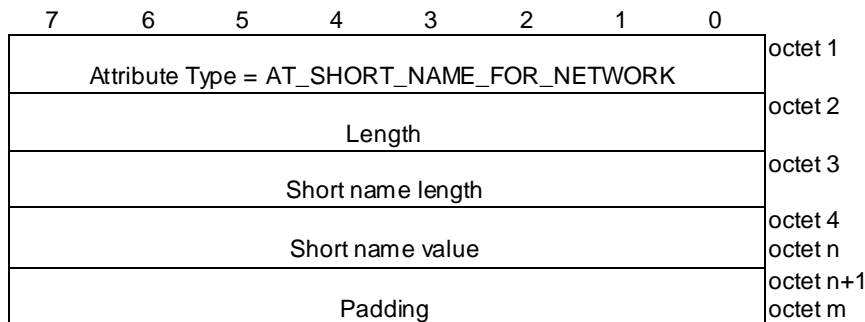 7 6 5 4 3 2 1 0
octet 1
Attribute Type = AT_SHORT_NAME_FOR_NETWORK
octet 2
Length
octet 3
Short name length
octet 4
Short name value octet n
octet n+1
Padding octet m